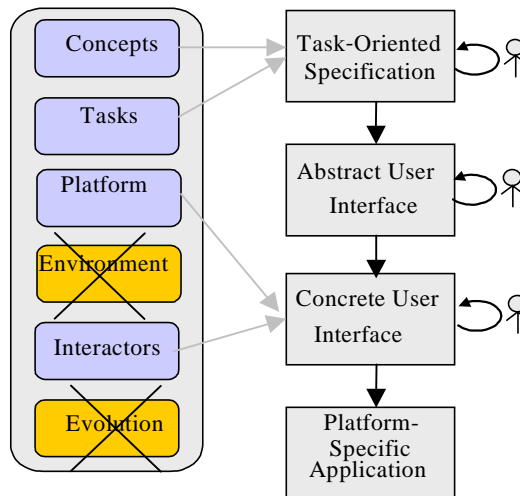 Concepts
Tasks
Platform
Environment
Interactors
Evolution
Task-Oriented
Specification
Abstract User
Interface
Concrete User
Interface
Platform-
Specific
Application